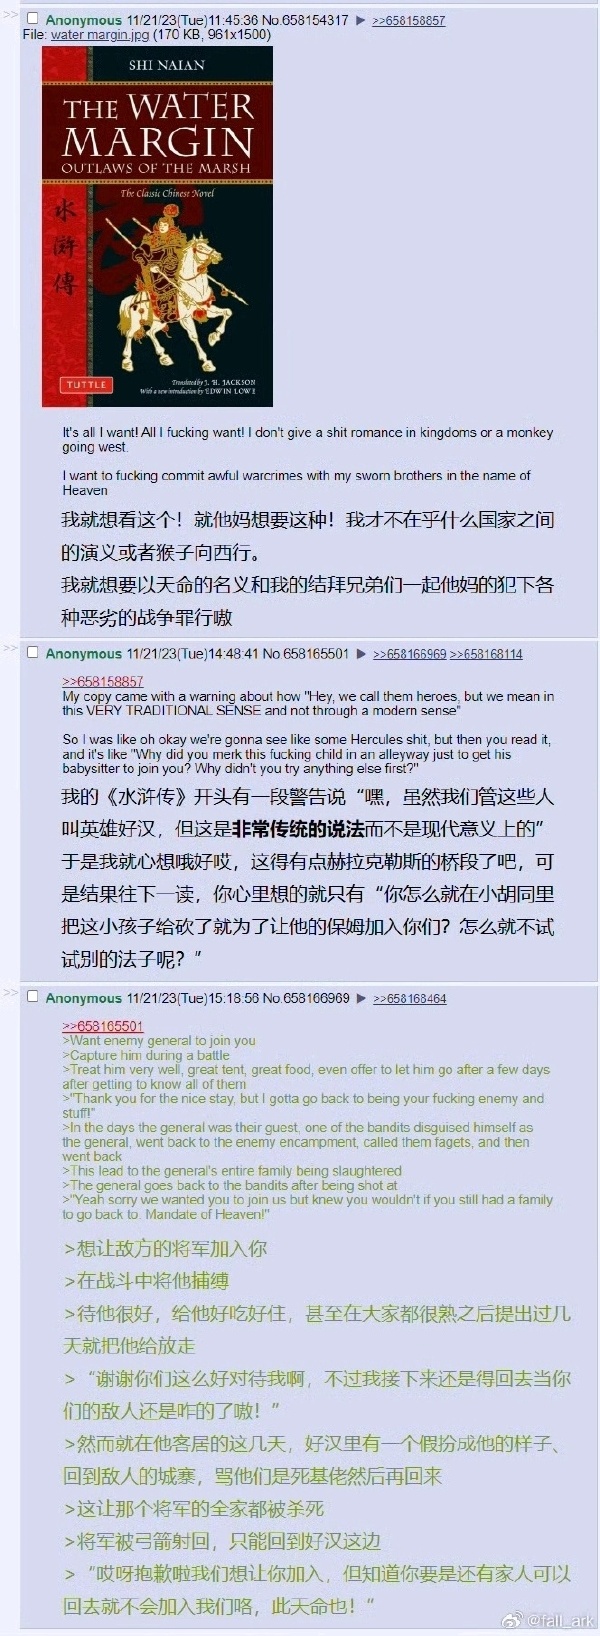 Anonymous 11/21/23(Tue)11:45:36 No.658154317 ▶ >>658158857
File: water margin.jpg (170 KB, 961x1500)
SHI NAIAN
THE WATER
MARGIN
OUTLAWS OF THE MARSH
The Classic Chinese Novel
水
滸
傳
TUTTLE
Translated by J. H. JACKSON
With a new introduction by EDWIN LOWE
It's all I want! All I fucking want! I don't give a shit romance in kingdoms or a monkey
going west.
I want to fucking commit awful warcrimes with my sworn brothers in the name of
Heaven
我就想看这个！就他妈想要这种！我才不在乎什么国家之间
的演义或者猴子向西行。
我就想要以天命的名义和我的结拜兄弟们一起他妈的犯下各
种恶劣的战争罪行嗷
>> Anonymous 11/21/23(Tue)14:48:41 No.658165501 ▶ >>658166969 >>658168114
>>658158857
My copy came with a warning about how "Hey, we call them heroes, but we mean in
this VERY TRADITIONAL SENSE and not through a modern sense"
So I was like oh okay we're gonna see like some Hercules shit, but then you read it,
and it's like "Why did you merk this fucking child in an alleyway just to get his
babysitter to join you? Why didn't you try anything else first?"
我的《水浒传》开头有一段警告说“嘿，虽然我们管这些人
叫英雄好汉，但这是非常传统的说法而不是现代意义上的”
于是我就心想哦好哎，这得有点赫拉克勒斯的桥段了吧，可
是结果往下一读，你心里想的就只有“你怎么就在小胡同里
把这小孩子给砍了就为了让他的保姆加入你们？怎么就不试
试别的法子呢？”
>> Anonymous 11/21/23(Tue)15:18:56 No.658166969 ▶ >>658168464
>>658165501
>Want enemy general to join you
>Capture him during a battle
>Treat him very well, great tent, great food, even offer to let him go after a few days
after getting to know all of them
>"Thank you for the nice stay, but I gotta go back to being your fucking enemy and
stuff!"
>In the days the general was their guest, one of the bandits disguised himself as
the general, went back to the enemy encampment, called them fagets, and then
went back
>This lead to the general's entire family being slaughtered
>The general goes back to the bandits after being shot at
>"Yeah sorry we wanted you to join us but knew you wouldn't if you still had a family
to go back to. Mandate of Heaven!"
>想让敌方的将军加入你
>在战斗中将他捕缚
>待他很好，给他好吃好住，甚至在大家都很熟之后提出过几
天就把他给放走
>“谢谢你们这么好对待我啊，不过我接下来还是得回去当你
们的敌人还是咋的了嗷！”
>然而就在他客居的这几天，好汉里有一个假扮成他的样子、
回到敌人的城寨，骂他们是死基佬然后再回来
>这让那个将军的全家都被杀死
>将军被弓箭射回，只能回到好汉这边
>“哎呀抱歉啦我们想让你加入，但知道你要是还有家人可以
回去就不会加入我们咯，此天命也！”
@fall_ark